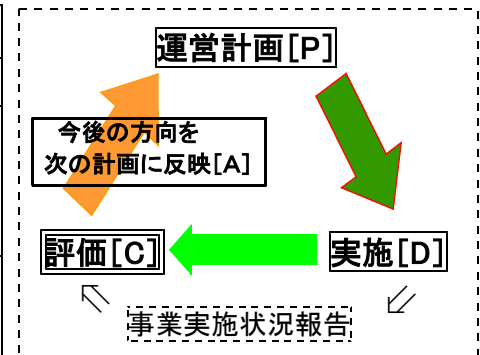 運営計画[P]
今後の方向を
次の計画に反映[A]
評価[C]
実施[D]
事業実施状況報告